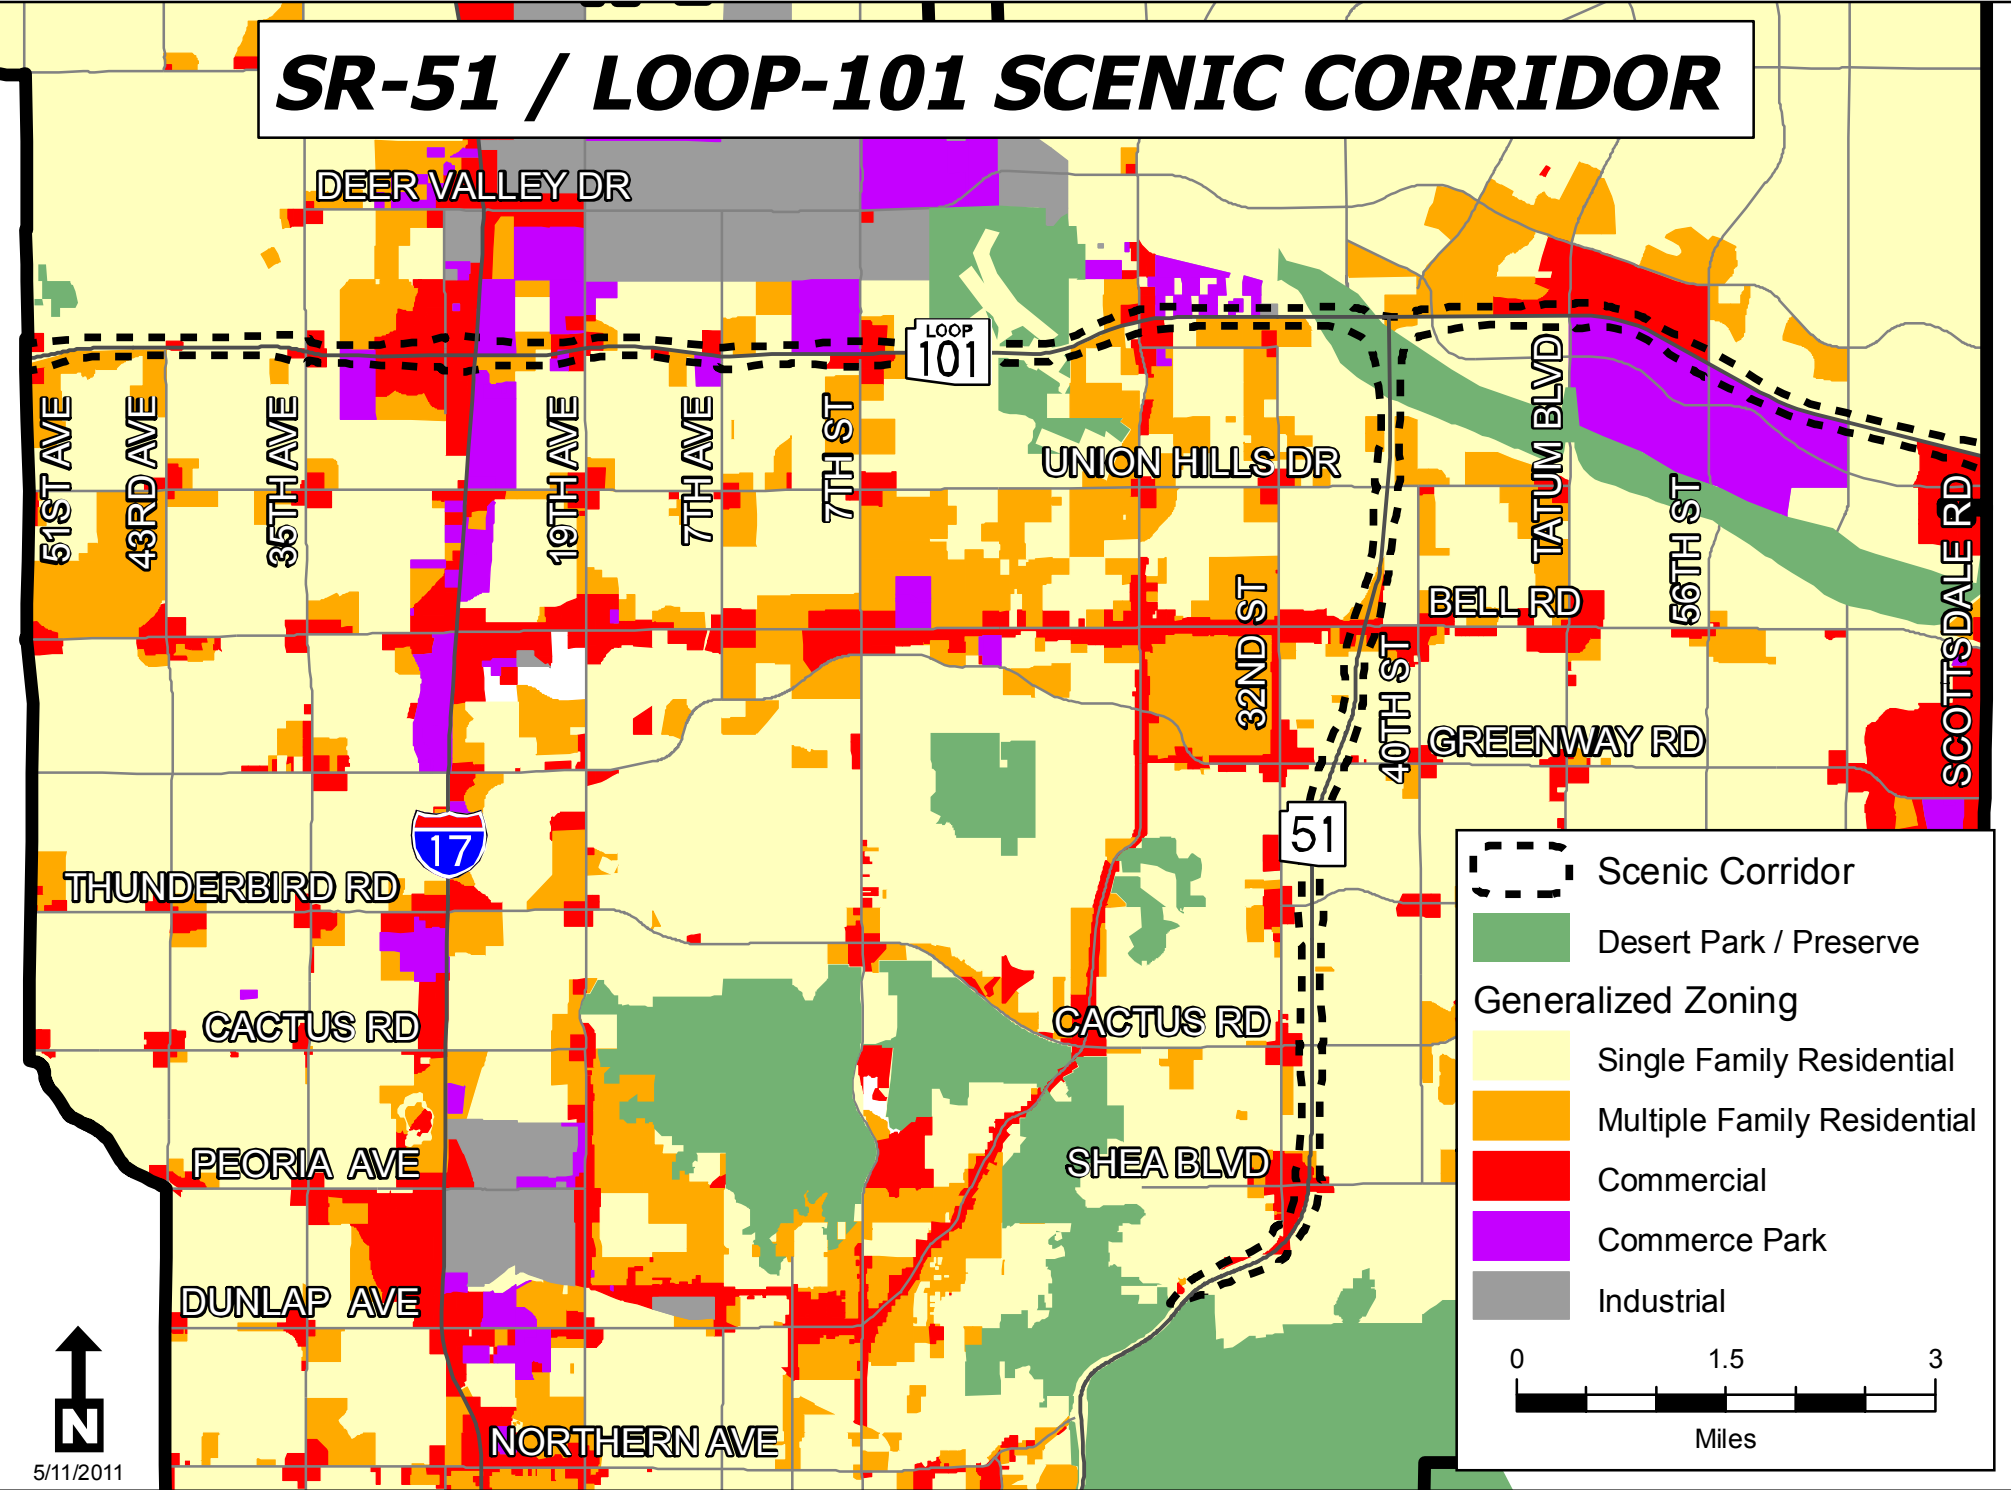 SR-51 / LOOP-101 SCENIC CORRIDOR
DEER VALLEY DR
LOOP
101
51ST AVE
43RD AVE
35TH AVE
19TH AVE
7TH AVE
7TH ST
UNION HILLS DR
TATUM BLVD
56TH ST
SCOTTSDALE RD
32ND ST
BELL RD
40TH ST
GREENWAY RD
17
51
THUNDERBIRD RD
CACTUS RD
CACTUS RD
PEORIA AVE
SHEA BLVD
DUNLAP AVE
NORTHERN AVE
N
5/11/2011
Scenic Corridor
Desert Park / Preserve
Generalized Zoning
Single Family Residential
Multiple Family Residential
Commercial
Commerce Park
Industrial
0 1.5 3
Miles